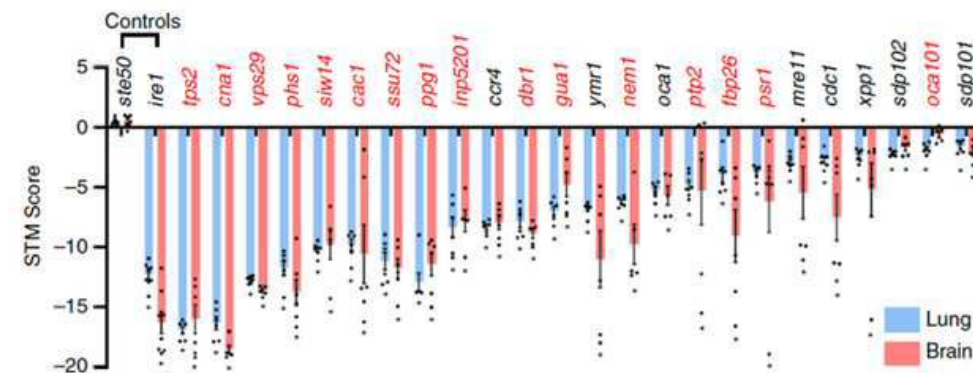 Controls
ste50
ire1
tps2
cna1
vps29
phs1
siw14
cac1
ssu72
ppg1
inp5201
ccr4
dbr1
gua1
ymr1
nem1
oca1
ptp2
fbp26
psr1
mre11
cdc1
xpp1
sdp102
oca101
sdp101
5
0
−5
−10
−15
−20
STM Score
Lung
Brain